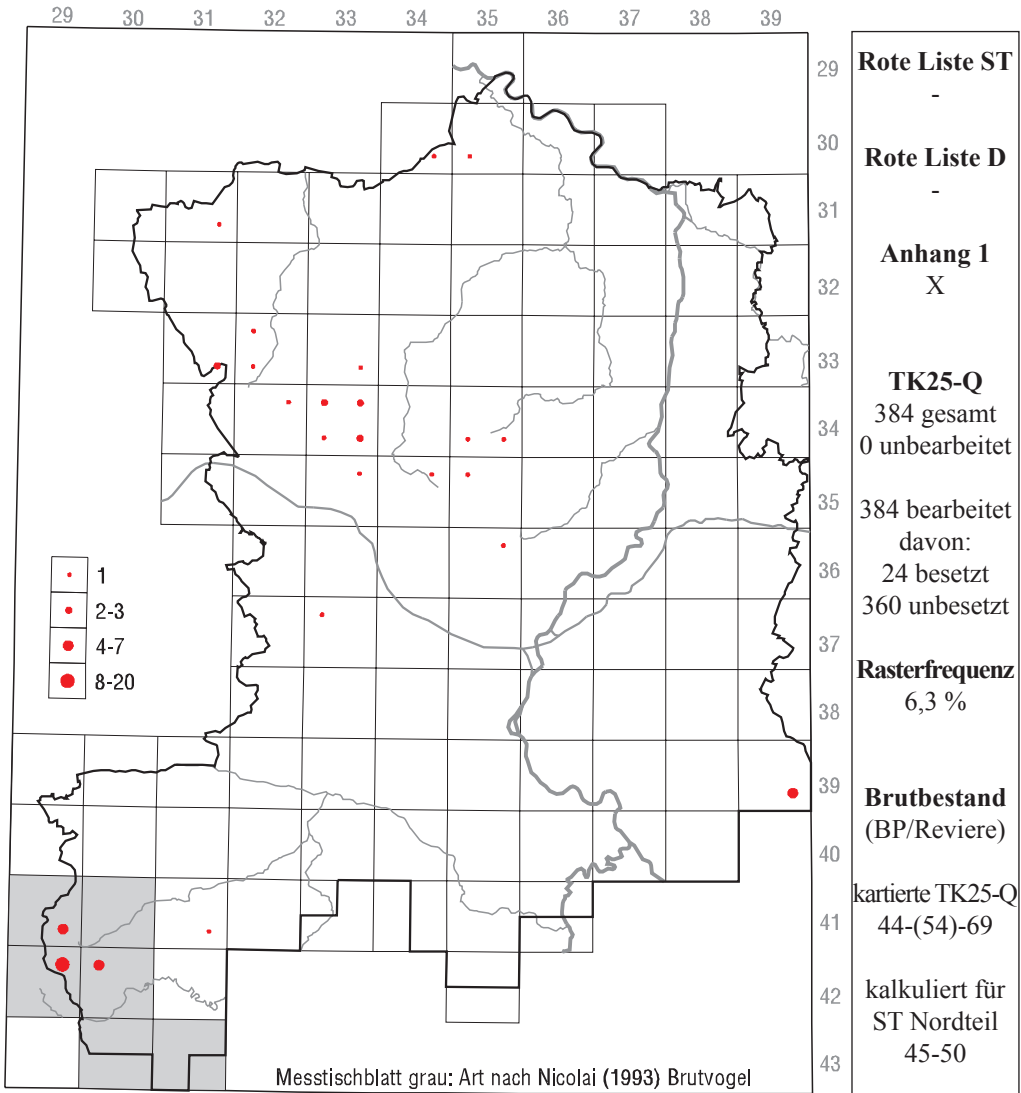 29 30 31 32 33 34 35 36 37 38 39
29
30
31
32
33
34
35
36
37
38
39
40
41
42
43
1
2-3
4-7
8-20
Messtischblatt grau: Art nach Nicolai (1993) Brutvogel
Rote Liste ST
-
Rote Liste D
-
Anhang 1
X
TK25-Q
384 gesamt
0 unbearbeitet
384 bearbeitet
davon:
24 besetzt
360 unbesetzt
Rasterfrequenz
6,3 %
Brutbestand
(BP/Reviere)
kartierte TK25-Q
44-(54)-69
kalkuliert für
ST Nordteil
45-50